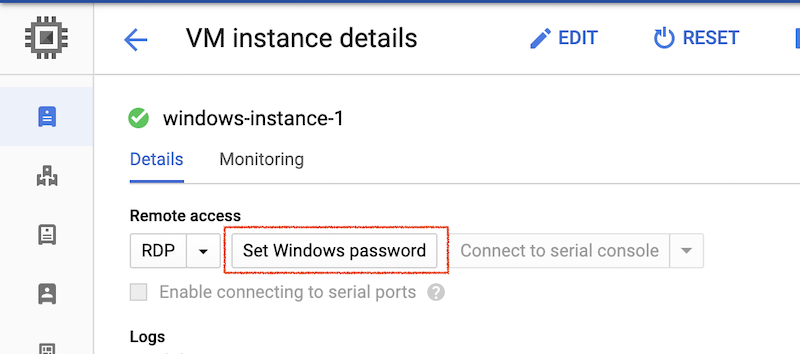 VM instance details EDIT RESET
windows-instance-1
Details Monitoring
Remote access
RDP Set Windows password Connect to serial console
Enable connecting to serial ports ?
Logs